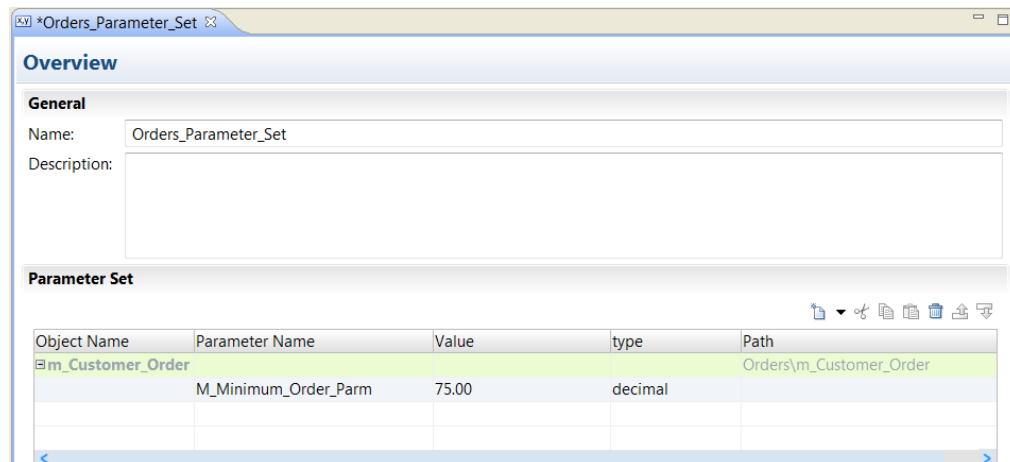 *Orders_Parameter_Set
Overview
General
Name: Orders_Parameter_Set
Description:
Parameter Set
Object Name Parameter Name Value type Path
m_Customer_Order Orders\m_Customer_Order
M_Minimum_Order_Parm 75.00 decimal